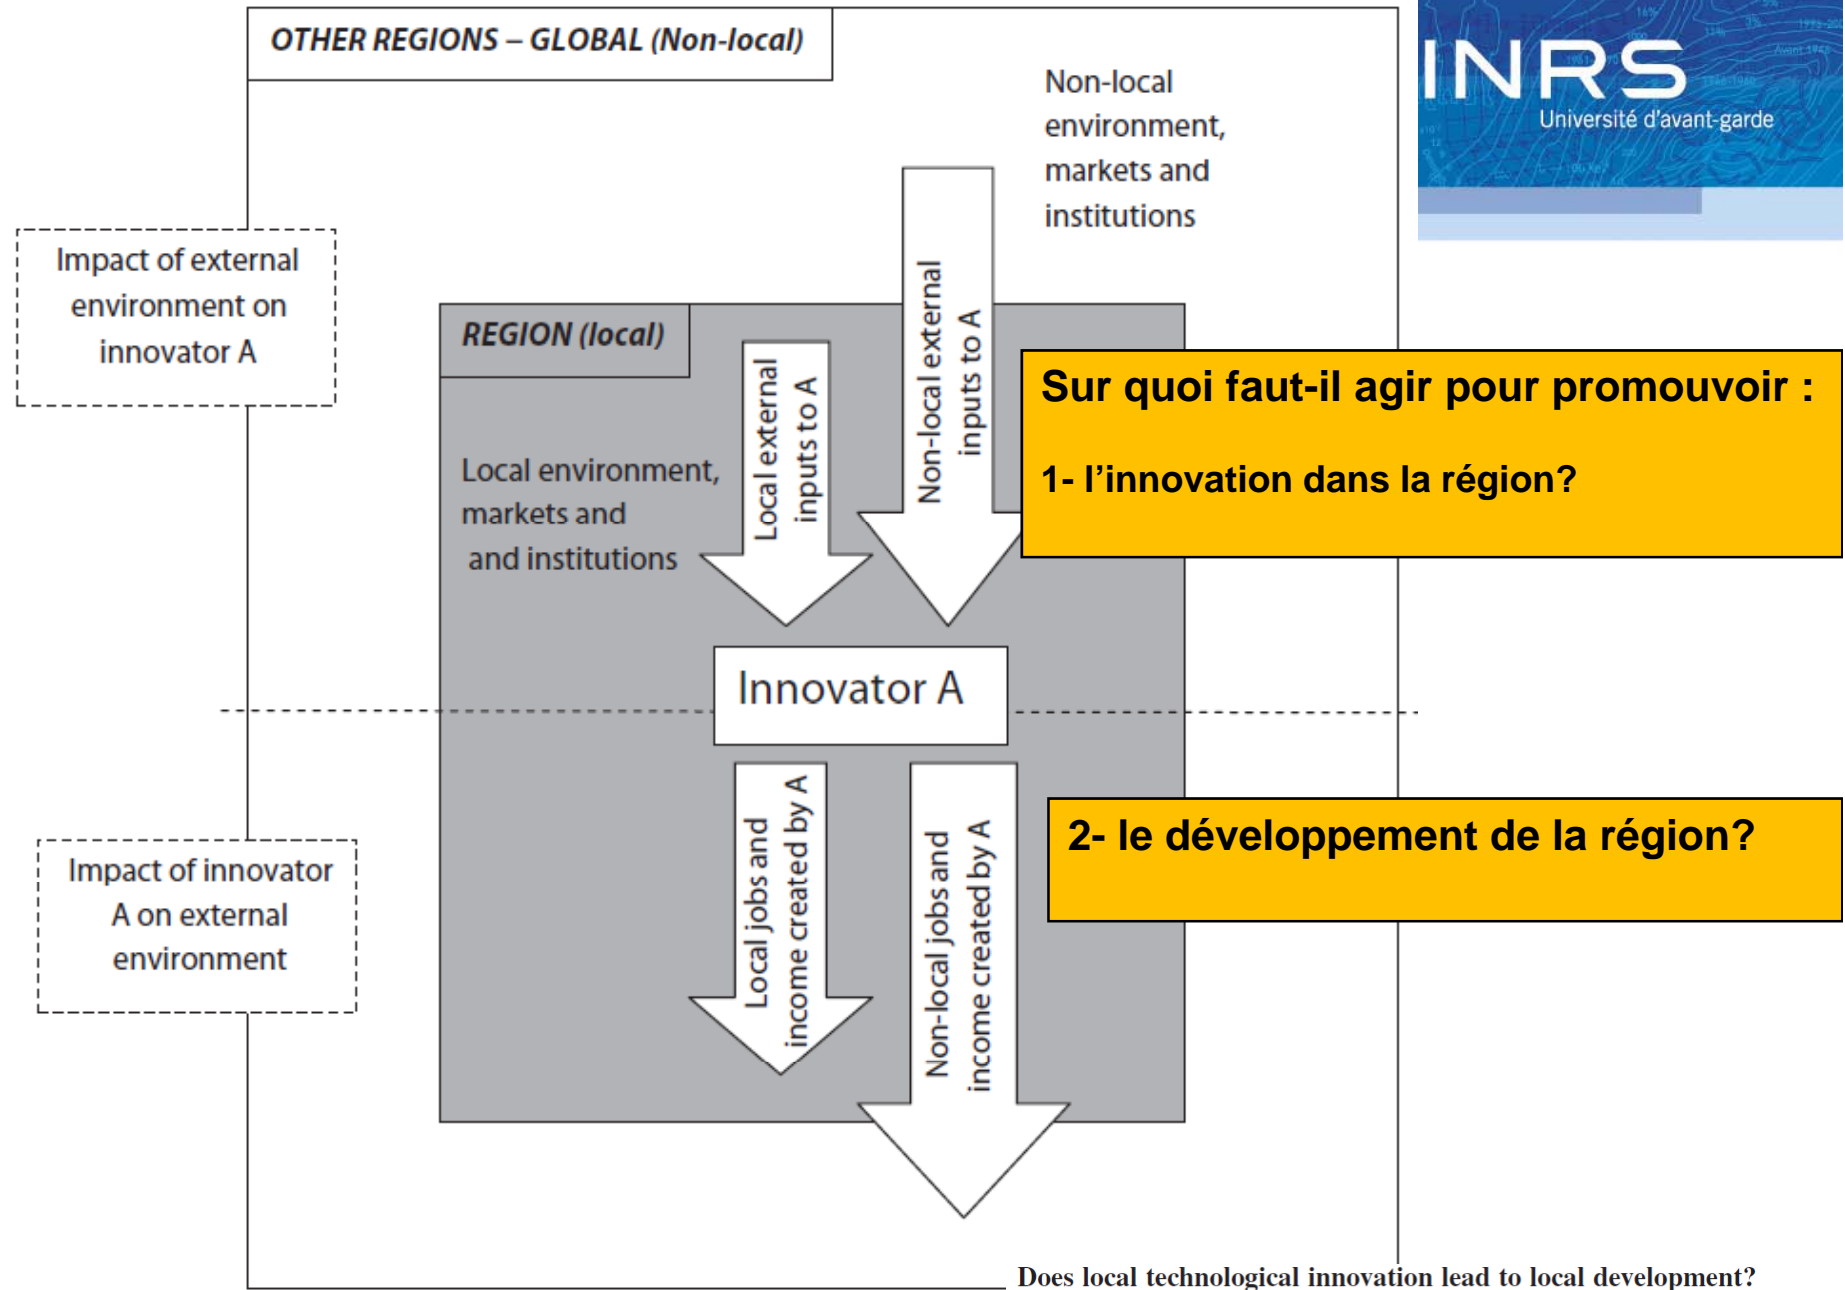 OTHER REGIONS – GLOBAL (Non-local)
INRS
Université d'avant-garde
Non-local
environment,
markets and
institutions
Impact of external
environment on
innovator A
REGION (local)
Local environment,
markets and
and institutions
Local external
inputs to A
Non-local external
inputs to A
Sur quoi faut-il agir pour promouvoir :
1- l’innovation dans la région?
Innovator A
2- le développement de la région?
Impact of innovator
A on external
environment
Local jobs and
income created by A
Non-local jobs and
income created by A
Does local technological innovation lead to local development?